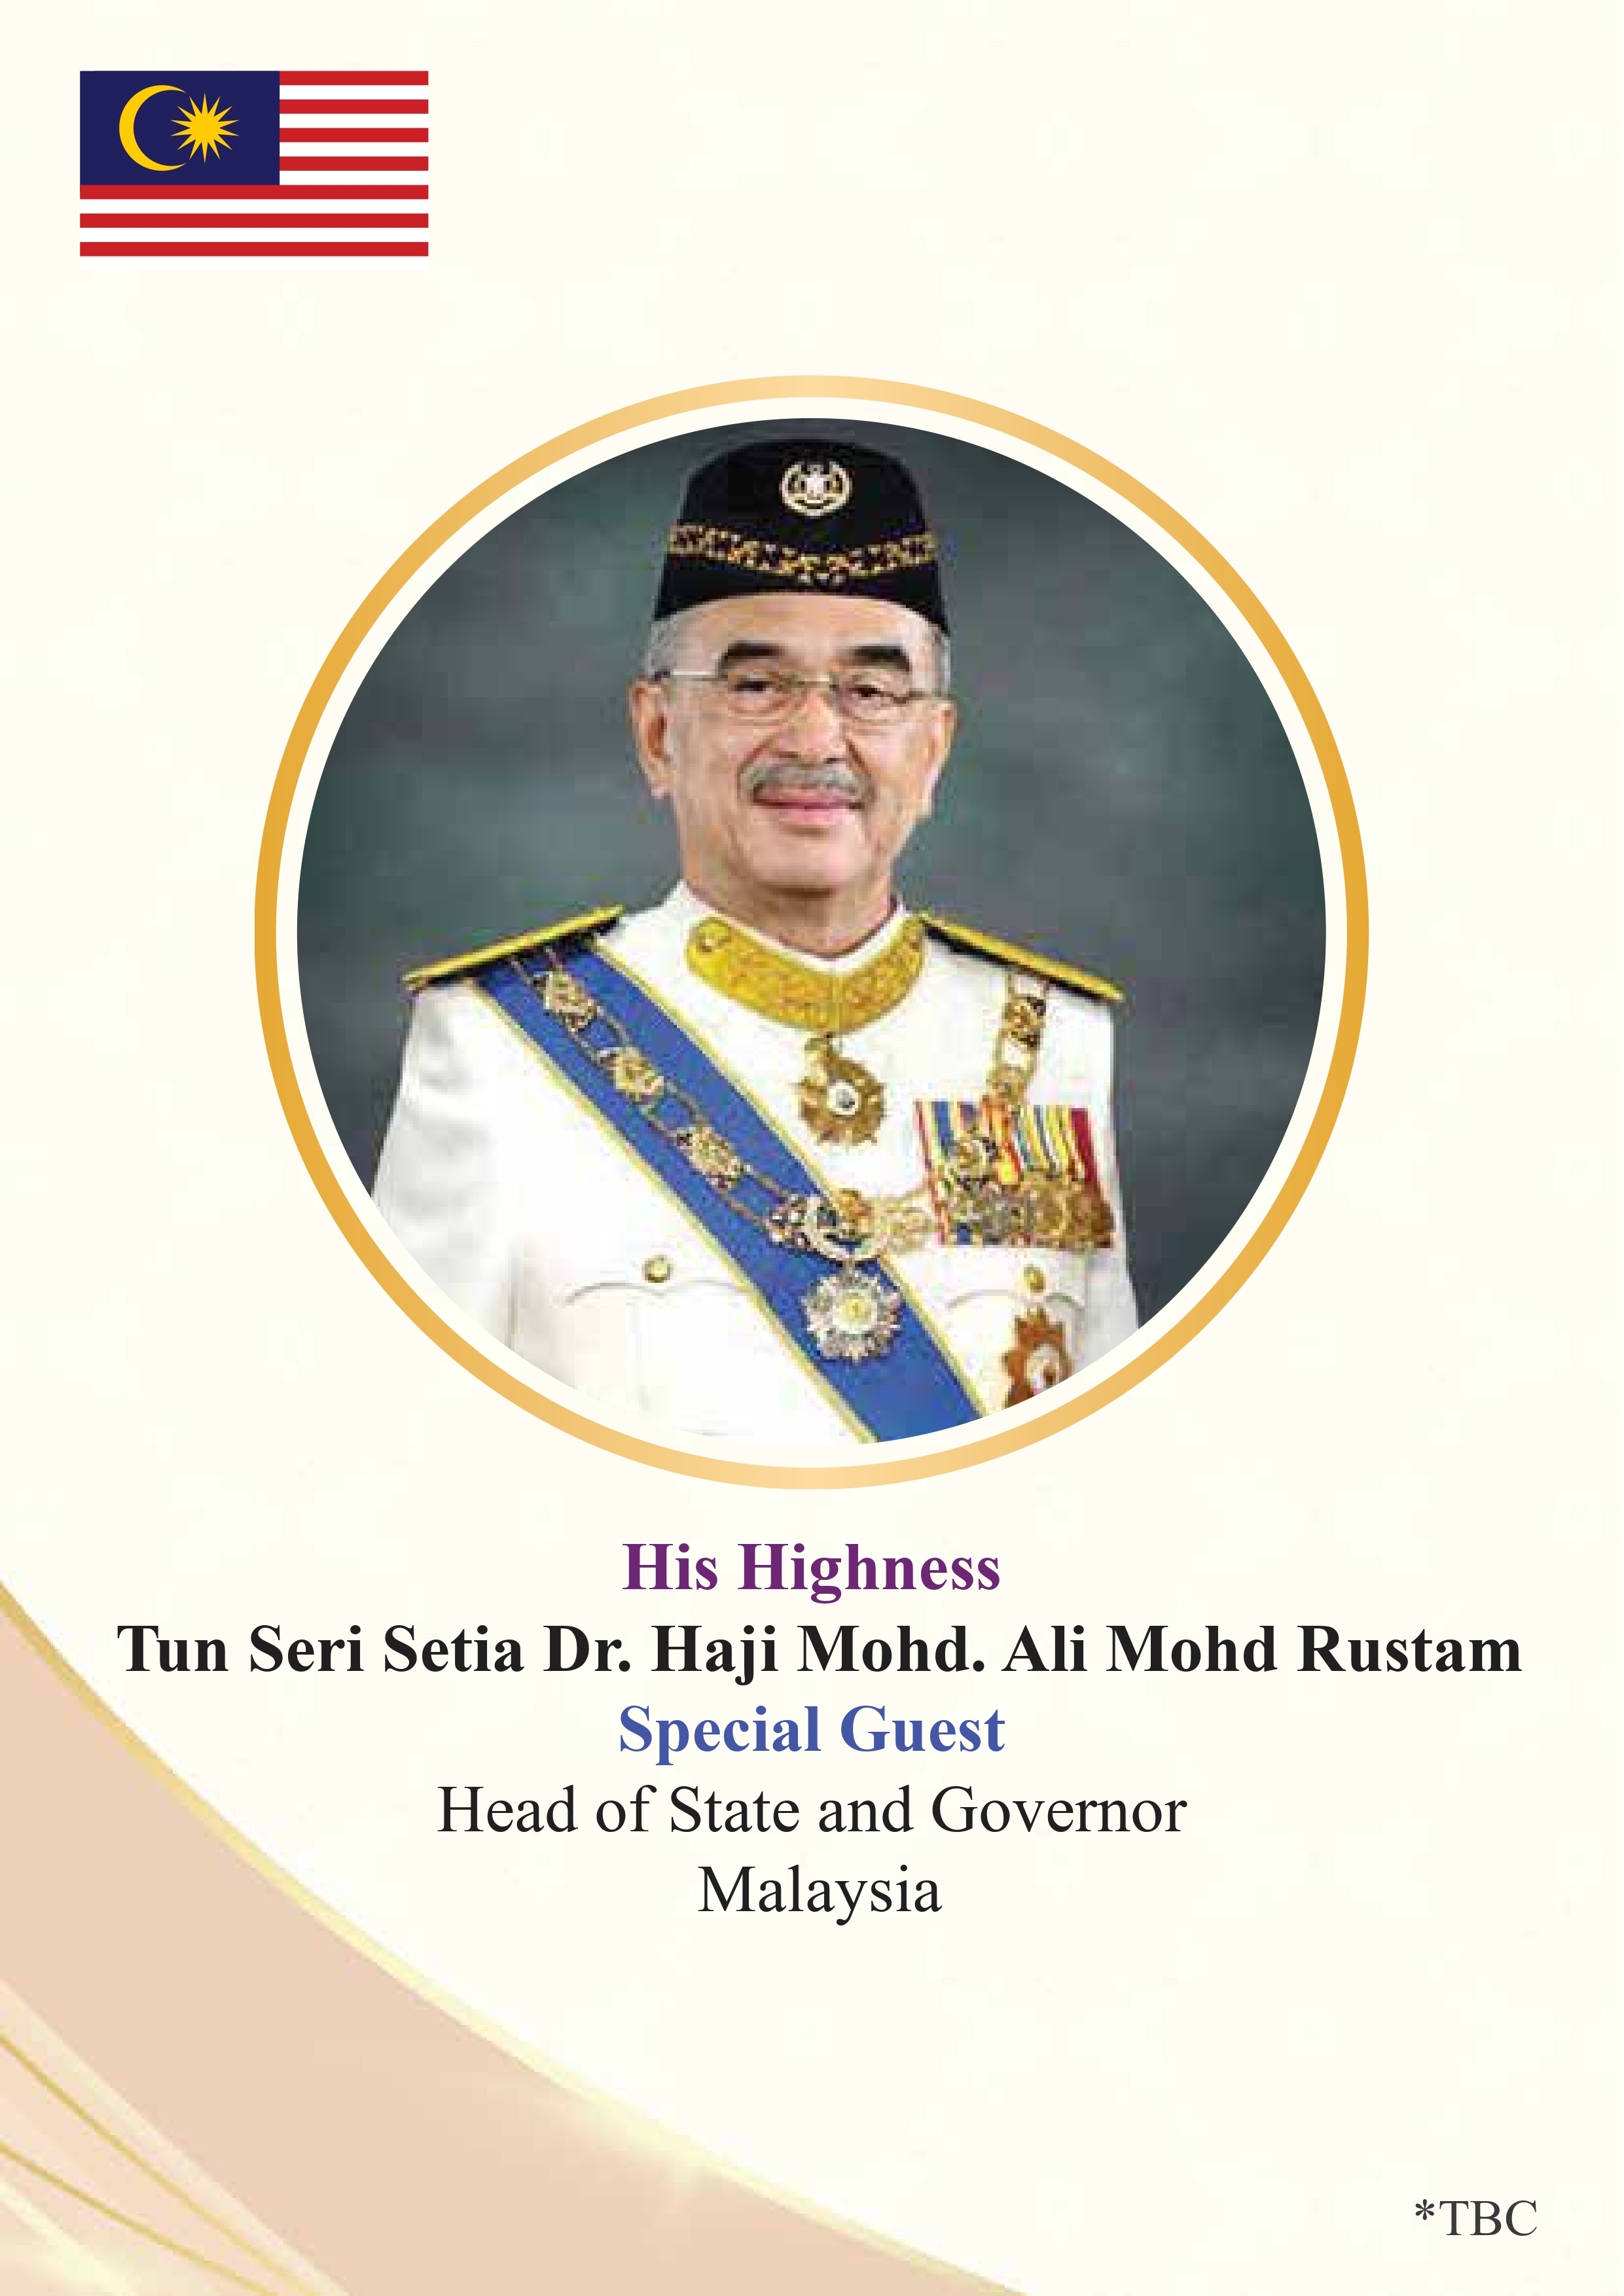 His Highness
Tun Seri Setia Dr. Haji Mohd. Ali Mohd Rustam
Special Guest
Head of State and Governor
Malaysia
*TBC